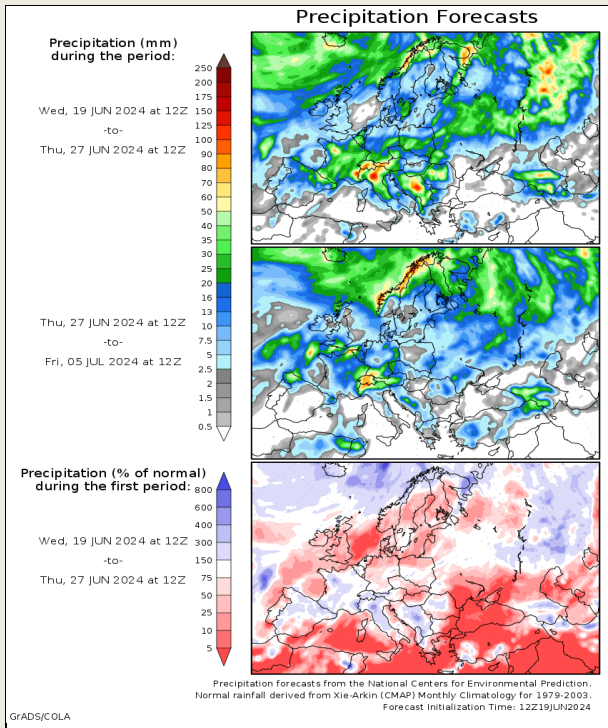 Precipitation Forecasts
Precipitation (mm)
during the period:
Wed, 19 JUN 2024 at 12Z
-to-
Thu, 27 JUN 2024 at 12Z
250
200
175
150
125
100
90
80
70
60
50
40
35
30
25
20
16
13
10
7.5
5
2.5
2
1.5
1
0.5
Thu, 27 JUN 2024 at 12Z
-to-
Fri, 05 JUL 2024 at 12Z
Precipitation (% of normal)
during the first period:
Wed, 19 JUN 2024 at 12Z
-to-
Thu, 27 JUN 2024 at 12Z
800
600
400
300
150
75
50
25
10
5
Precipitation forecasts from the National Centers for Environmental Prediction.
Normal rainfall derived from Xie-Arkin (CMAP) Monthly Climatology for 1979-2003.
Forecast Initialization Time: 12Z19JUN2024
GrADS/COLA